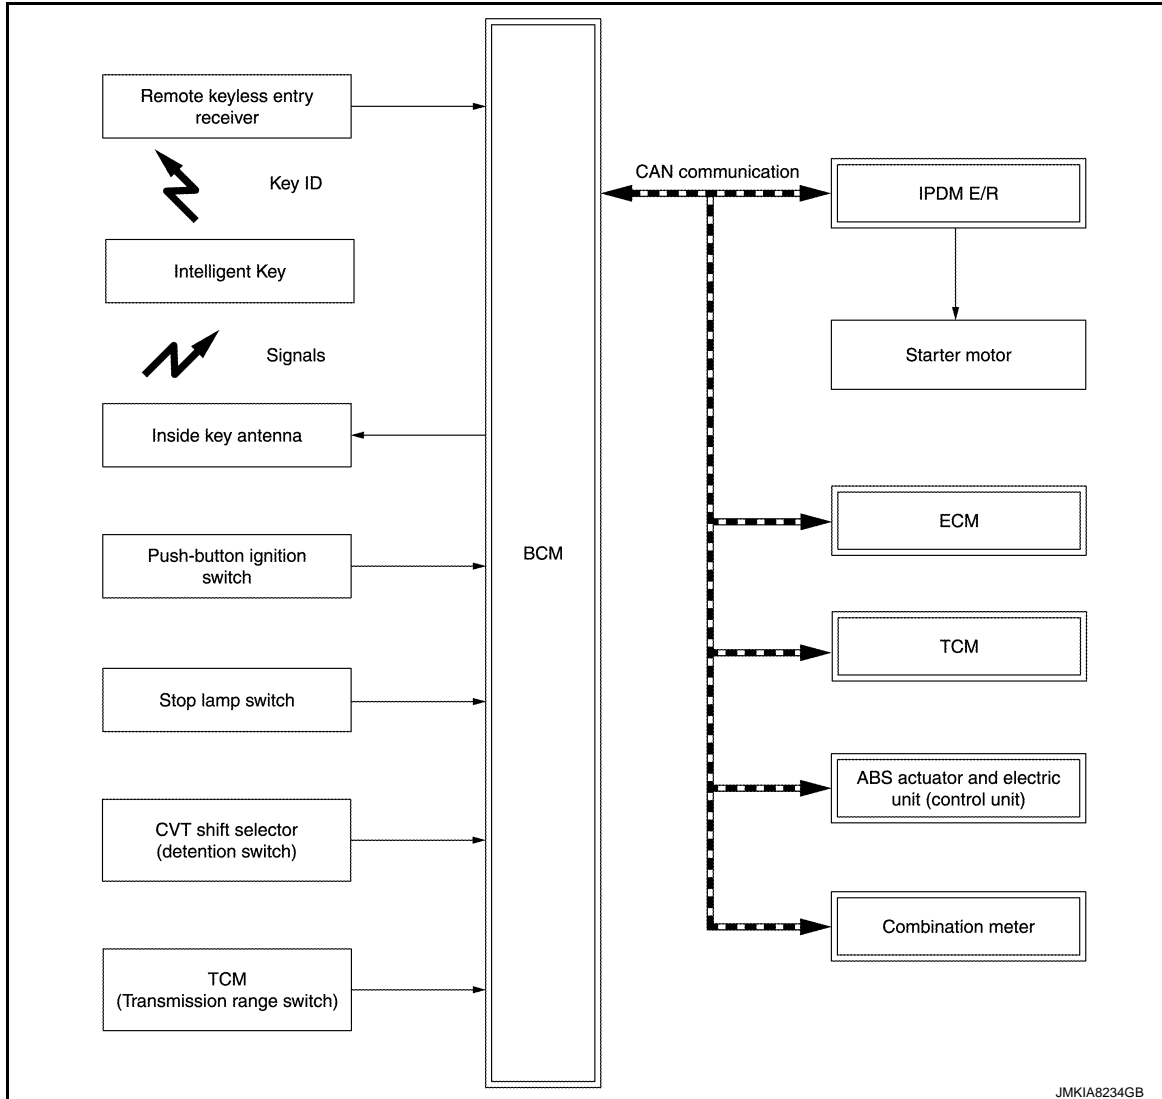 Remote keyless entry
receiver
Key ID
Intelligent Key
Signals
Inside key antenna
Push-button ignition
switch
Stop lamp switch
CVT shift selector
(detention switch)
TCM
(Transmission range switch)
BCM
CAN communication
IPDM E/R
Starter motor
ECM
TCM
ABS actuator and electric
unit (control unit)
Combination meter
JMKIA8234GB